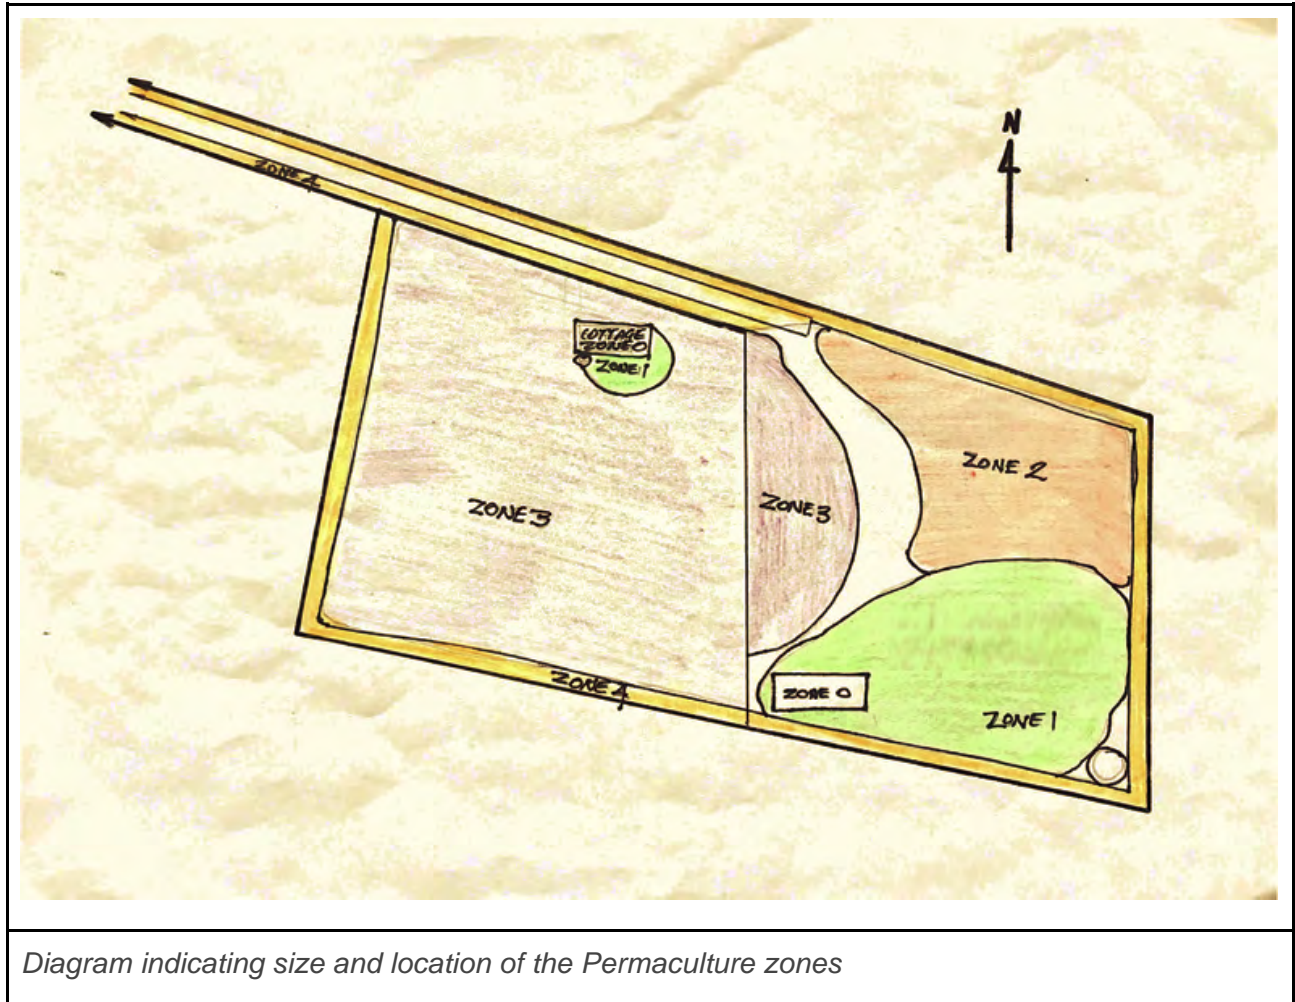 N
ZONE 4
COTTAGE
ZONE 0
ZONE 1
ZONE 2
ZONE 3
ZONE 3
ZONE 0
ZONE 4
ZONE 1
Diagram indicating size and location of the Permaculture zones